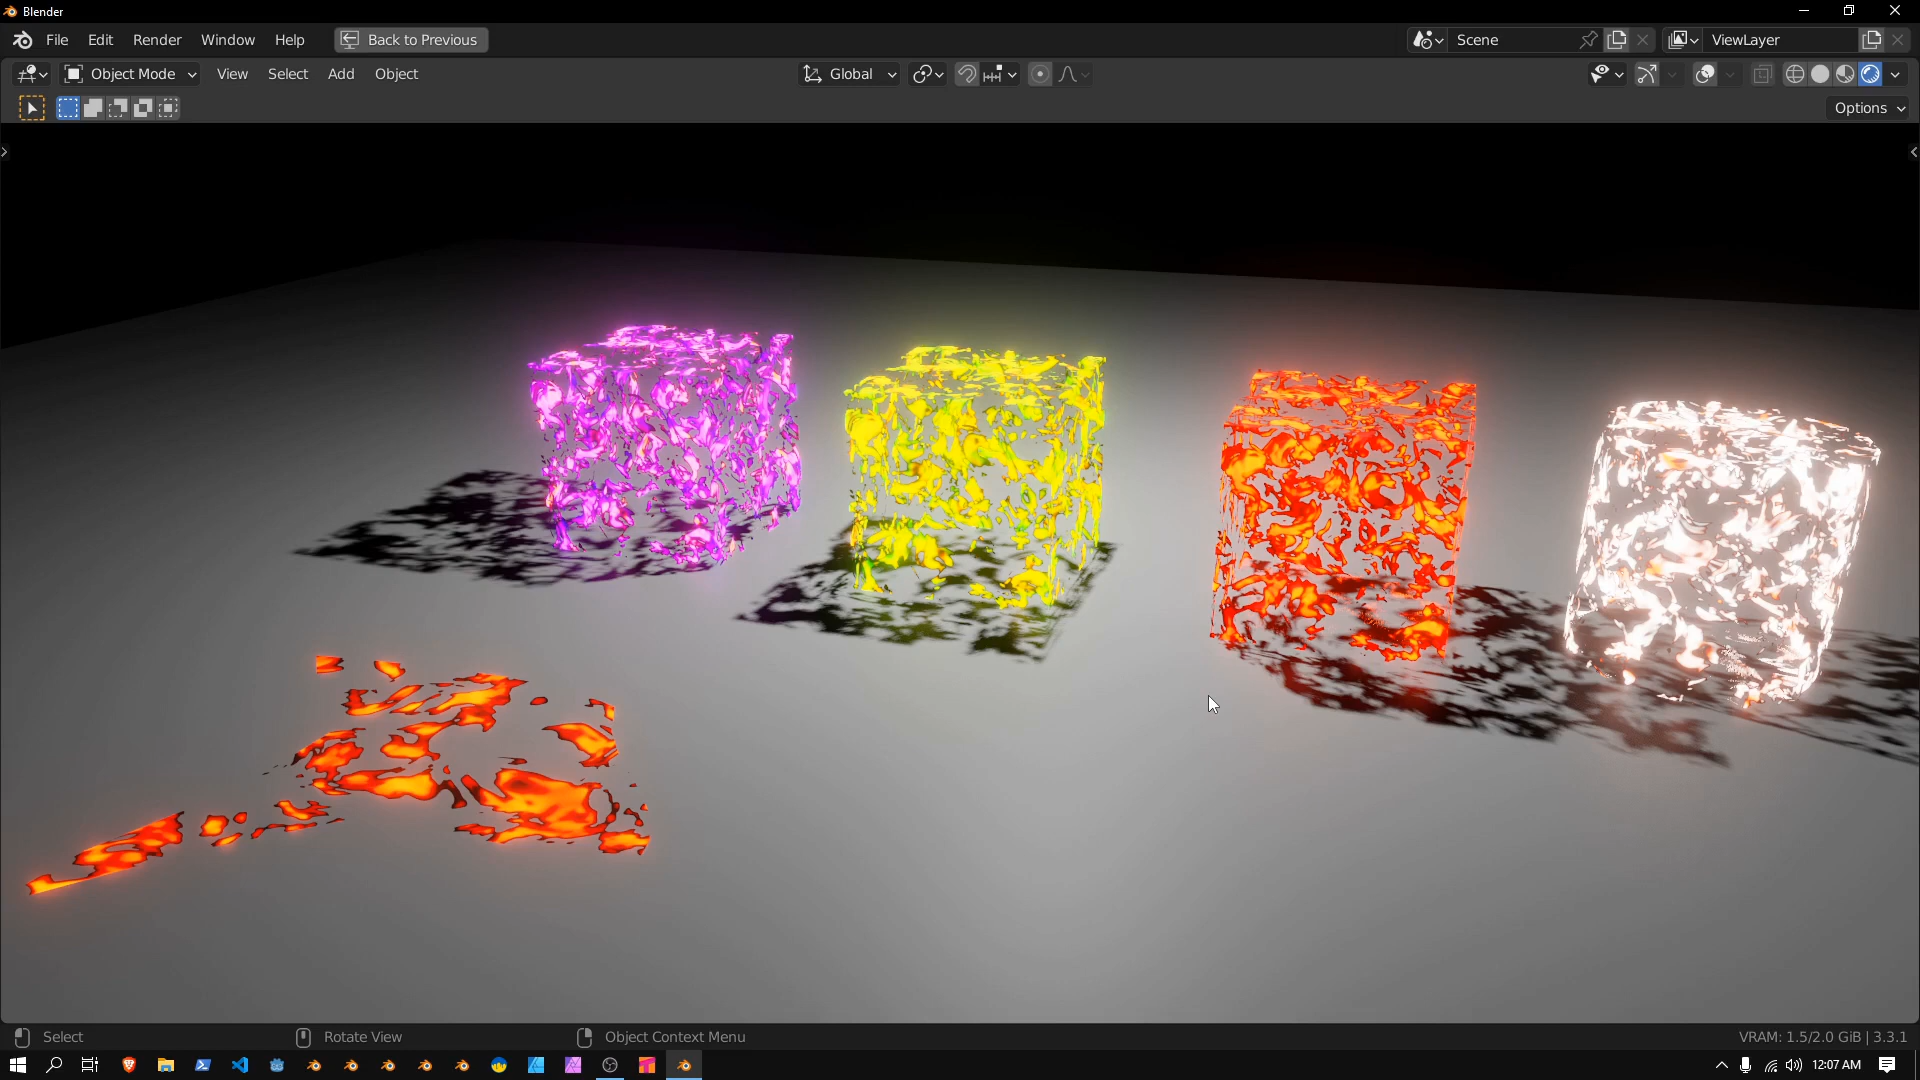 Blender
File Edit Render Window Help Back to Previous Scene ViewLayer
Object Mode View Select Add Object Global
Options
Select Rotate View Object Context Menu VRAM: 1.5/2.0 GiB | 3.3.1
12:07 AM